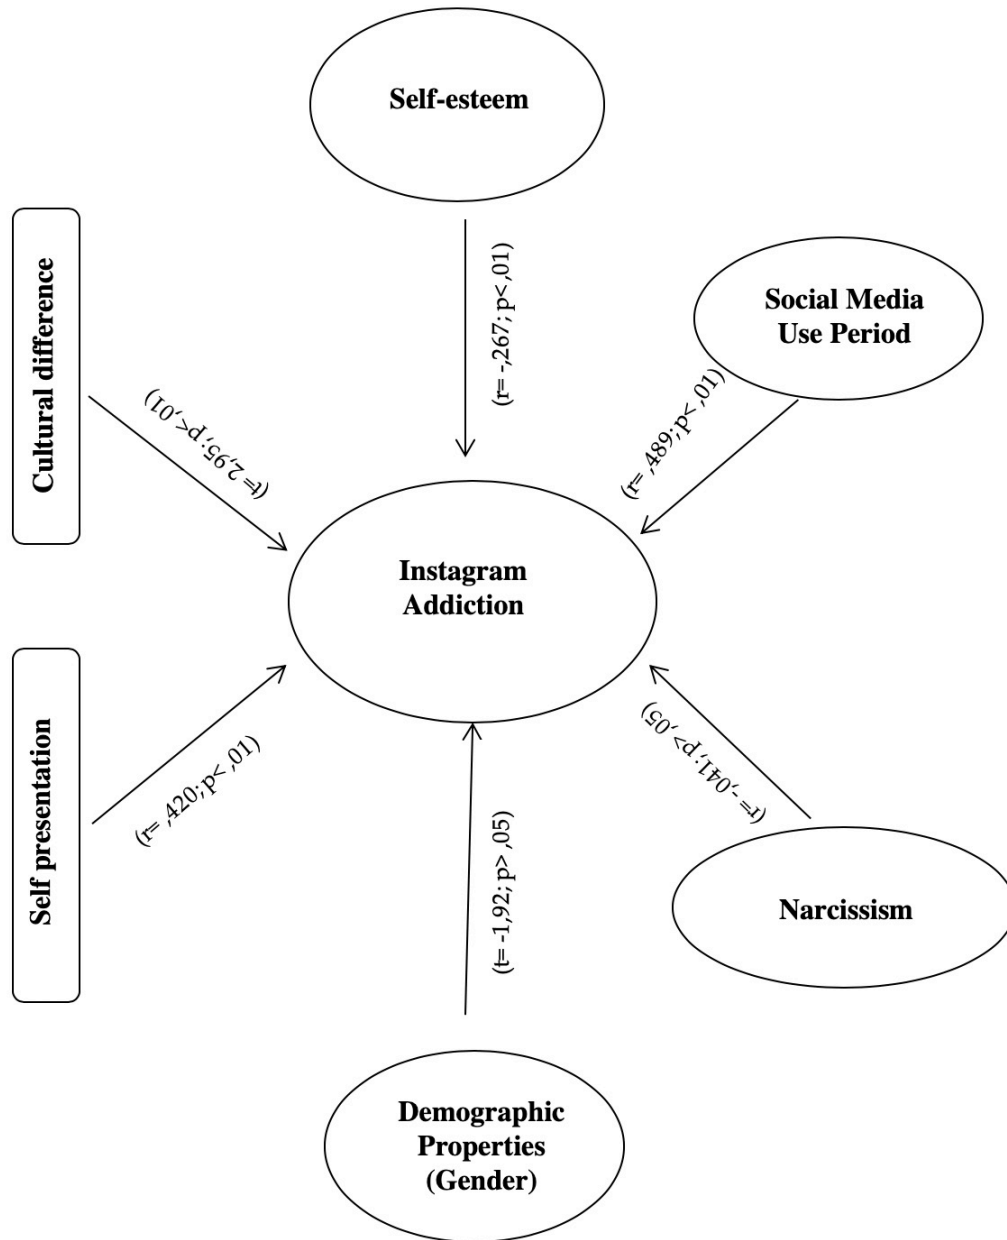 Self-esteem
(r= -,267; p< ,01)
Social Media
Use Period
(r= ,489; p< ,01)
Cultural difference
(t= 2,95; p< ,01)
Instagram
Addiction
Self presentation
(r= ,420; p< ,01)
(r= -,041; p> ,05)
Narcissism
(t= -1,92; p> ,05)
Demographic
Properties
(Gender)